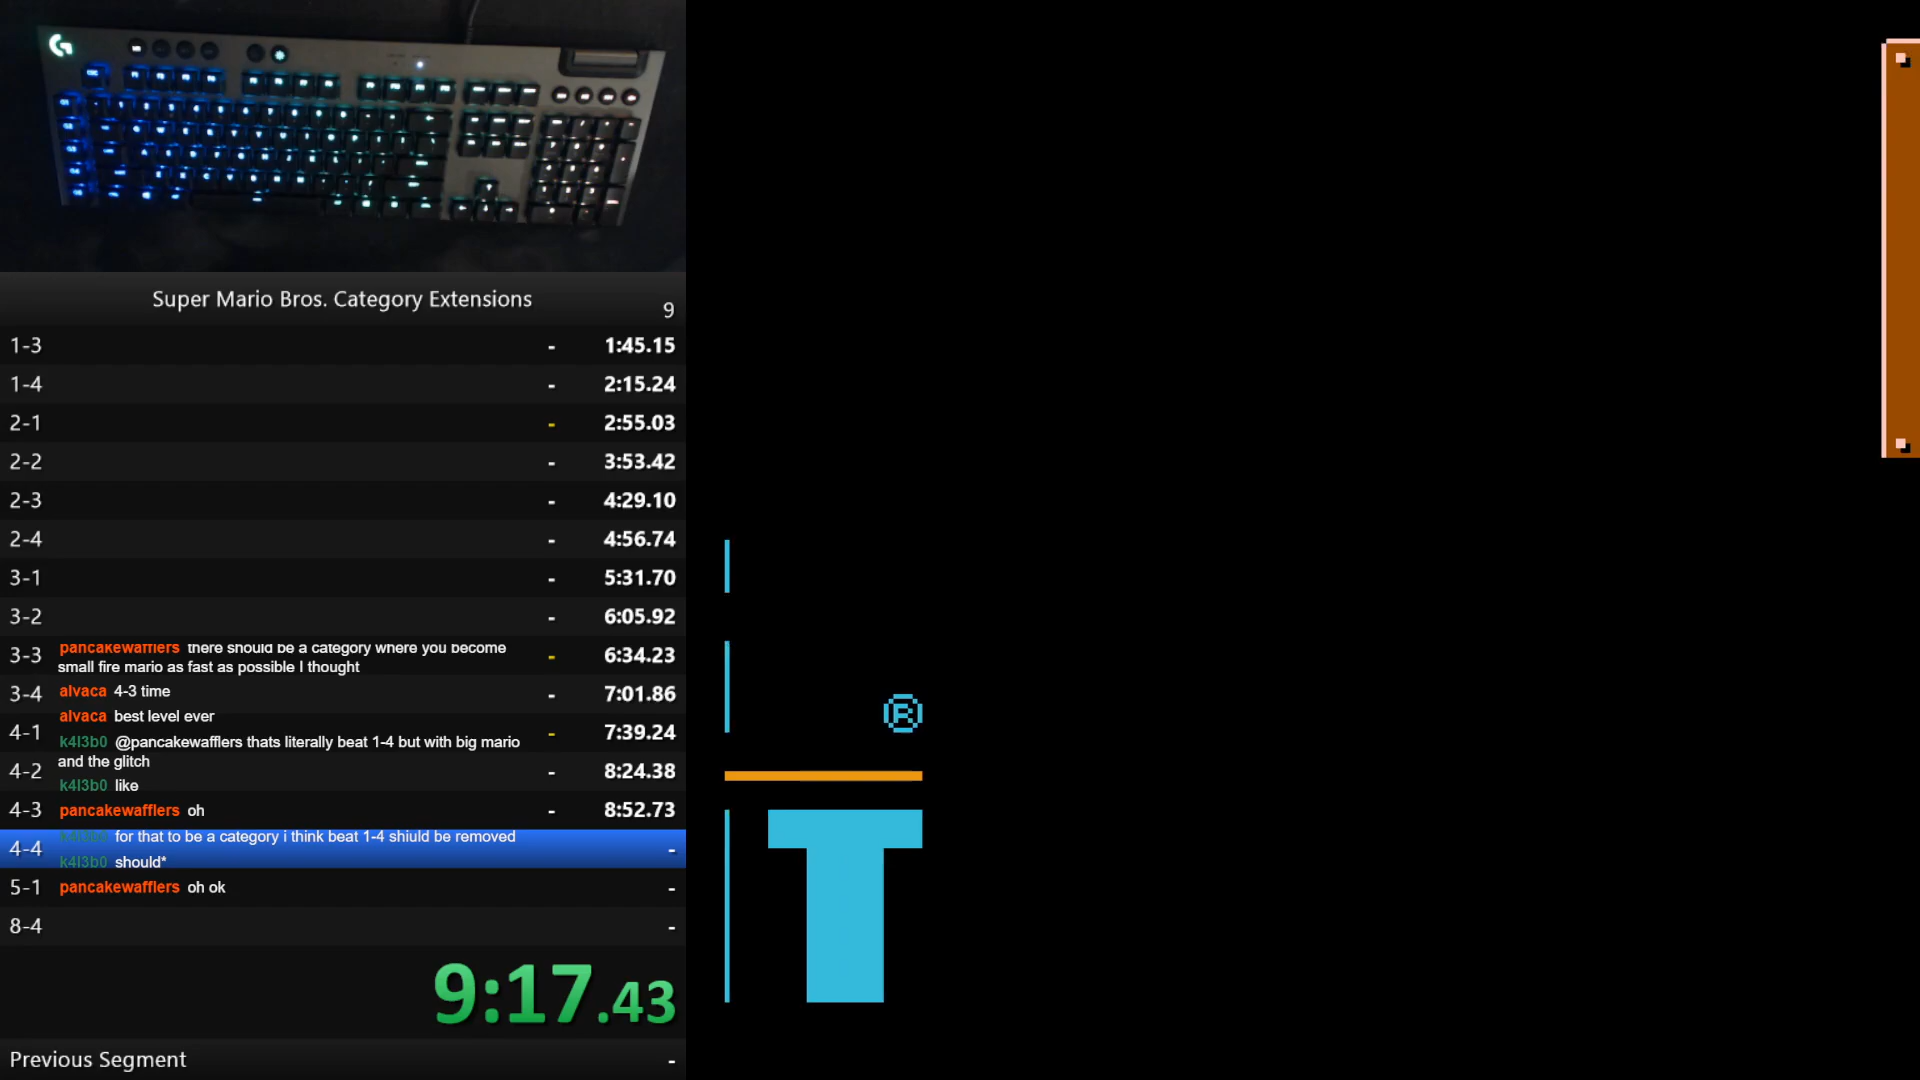 Super Mario Bros. Category Extensions
9
1-3 - 1:45.15
1-4 - 2:15.24
2-1 - 2:55.03
2-2 - 3:53.42
2-3 - 4:29.10
2-4 - 4:56.74
3-1 - 5:31.70
3-2 - 6:05.92
3-3 - 6:34.23
pancakewafflers there should be a category where you become
small fire mario as fast as possible I thought
3-4 - 7:01.86
alvaca 4-3 time
alvaca best level ever
4-1 - 7:39.24
k4l3b0 @pancakewafflers thats literally beat 1-4 but with big mario
and the glitch
4-2 - 8:24.38
k4l3b0 like
4-3 - 8:52.73
pancakewafflers oh
4-4 -
k4l3b0 for that to be a category i think beat 1-4 shiuld be removed
k4l3b0 should*
5-1 -
pancakewafflers oh ok
8-4 -
9:17.43
Previous Segment -
®
T